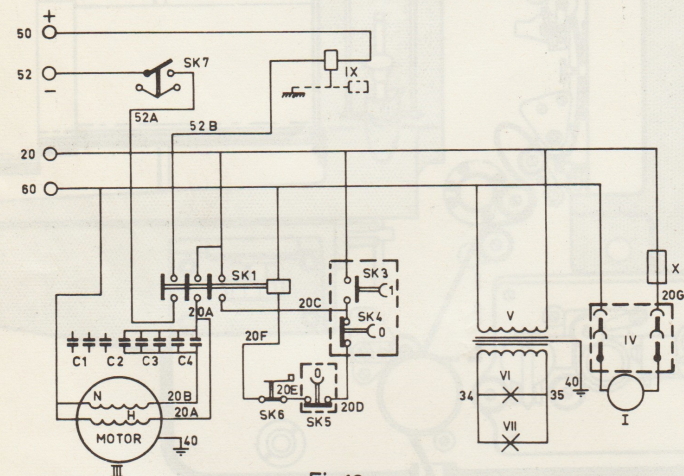 +
50
52
−
SK7
IX
52A
52B
20
60
SK1
SK3
1
X
20G
20A
20C
SK4
0
V
IV
20F
C1 C2 C3 C4
0
20E
VI
40
34
35
I
N
20B
H
20A
SK6
SK5
20D
VII
MOTOR
40
III